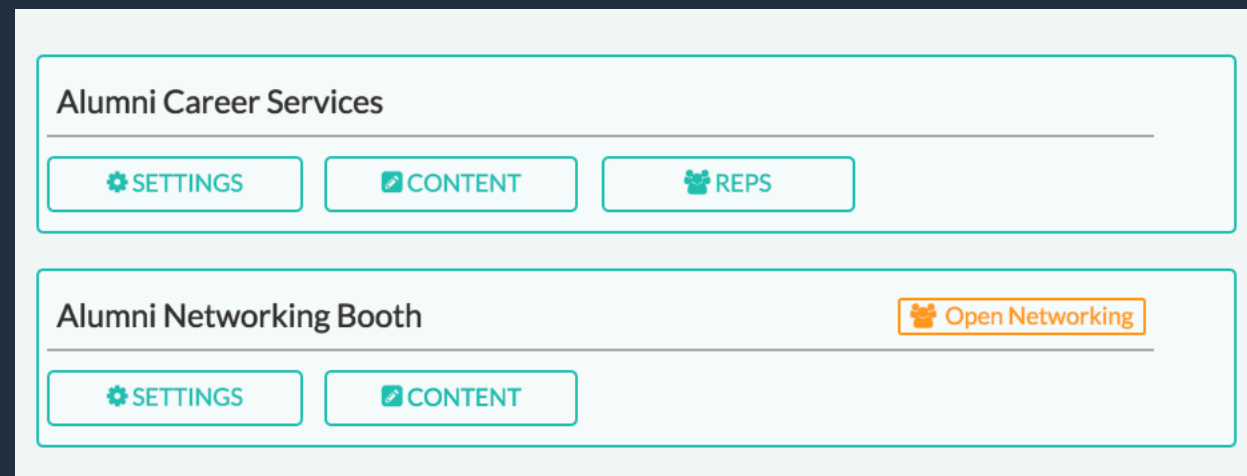 Alumni Career Services
SETTINGS CONTENT REPS
Alumni Networking Booth Open Networking
SETTINGS CONTENT